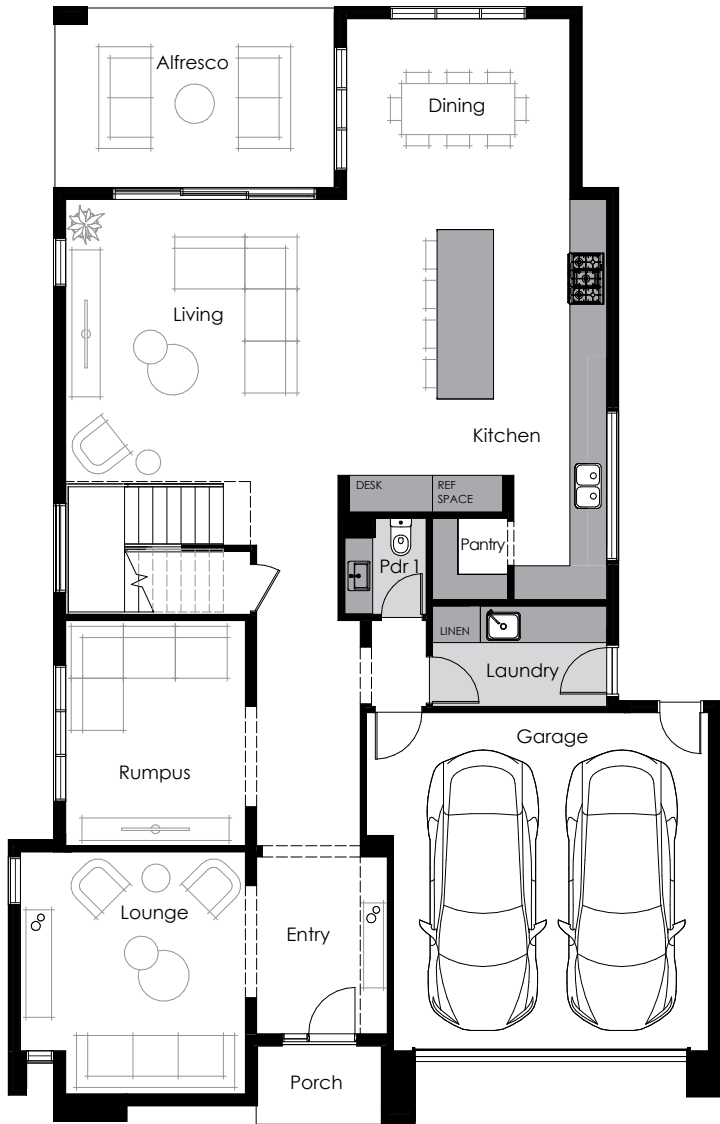 Alfresco
Dining
Living
Kitchen
DESK
REF
SPACE
Pantry
Pdr 1
LINEN
Laundry
Garage
Rumpus
Lounge
Entry
Porch